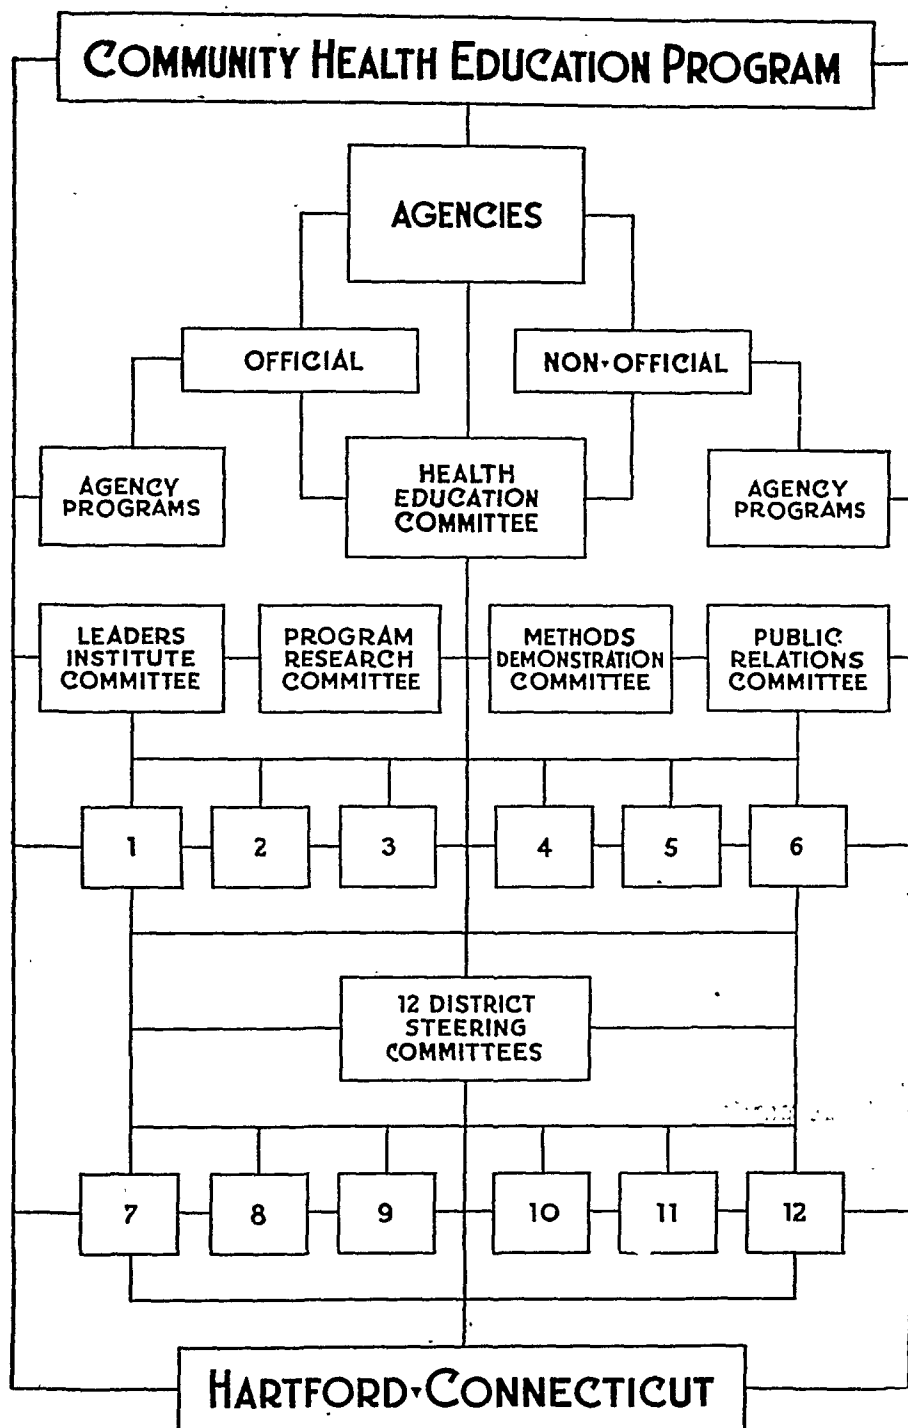 COMMUNITY HEALTH EDUCATION PROGRAM
AGENCIES
OFFICIAL
NON-OFFICIAL
AGENCY
PROGRAMS
HEALTH
EDUCATION
COMMITTEE
AGENCY
PROGRAMS
LEADERS
INSTITUTE
COMMITTEE
PROGRAM
RESEARCH
COMMITTEE
METHODS
DEMONSTRATION
COMMITTEE
PUBLIC
RELATIONS
COMMITTEE
1 2 3 4 5 6
12 DISTRICT
STEERING
COMMITTEES
7 8 9 10 11 12
HARTFORD▾CONNECTICUT